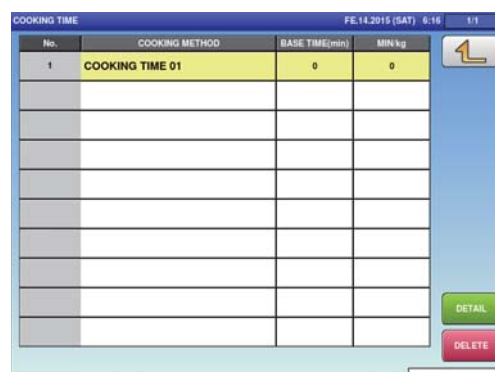 COOKING TIME FE.14.2015 (SAT) 6:16 1/1
No. COOKING METHOD BASE TIME(min) MIN/kg
1 COOKING TIME 01 0 0
DETAIL
DELETE